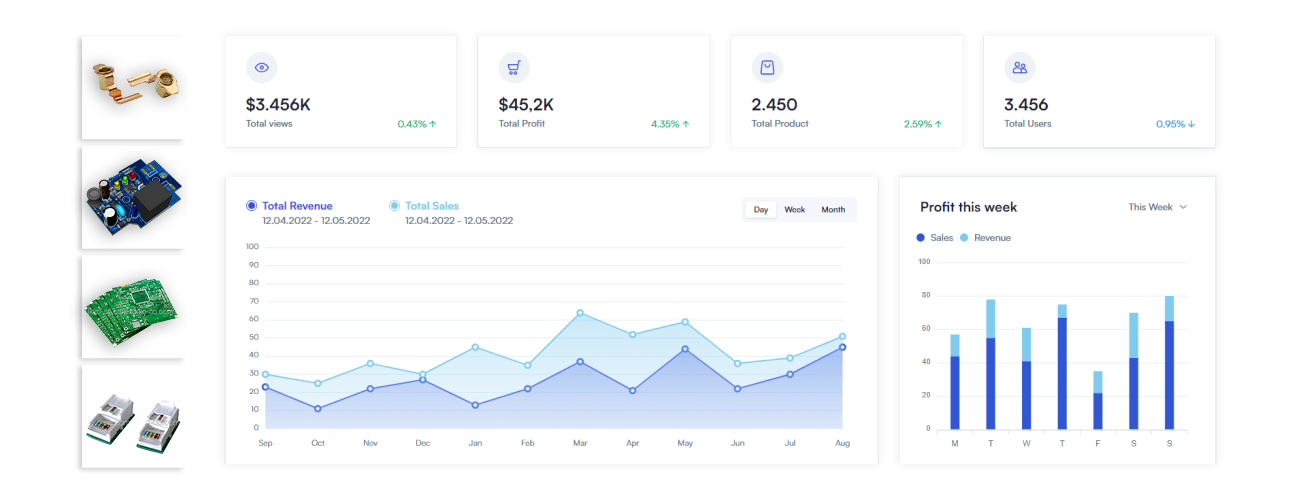 $3.456K
Total views
0.43% ↑
$45,2K
Total Profit
4.35% ↑
2.450
Total Product
2.59% ↑
3.456
Total Users
0.95% ↓
Total Revenue
12.04.2022 - 12.05.2022
Total Sales
12.04.2022 - 12.05.2022
Day Week Month
100
90
80
70
60
50
40
30
20
10
0
Sep Oct Nov Dec Jan Feb Mar Apr May Jun Jul Aug
Profit this week
This Week
Sales Revenue
100
80
60
40
20
0
M T W T F S S